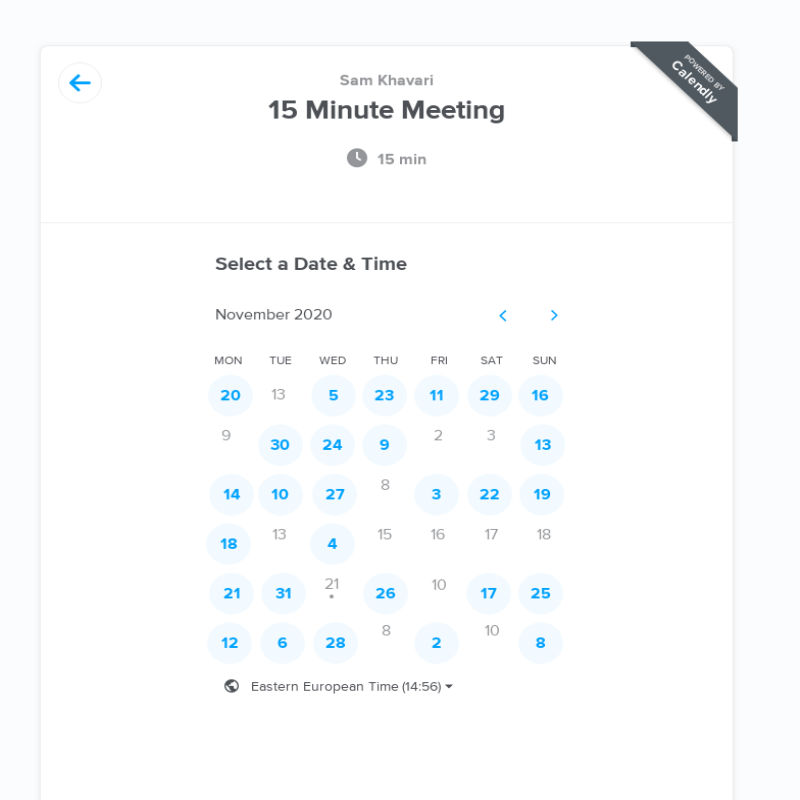 POWERED BY
Calendly
Sam Khavari
15 Minute Meeting
15 min
Select a Date & Time
November 2020
MON TUE WED THU FRI SAT SUN
20 13 5 23 11 29 16
9 30 24 9 2 3 13
14 10 27 8 3 22 19
18 13 4 15 16 17 18
21 31 21 26 10 17 25
12 6 28 8 2 10 8
Eastern European Time (14:56)